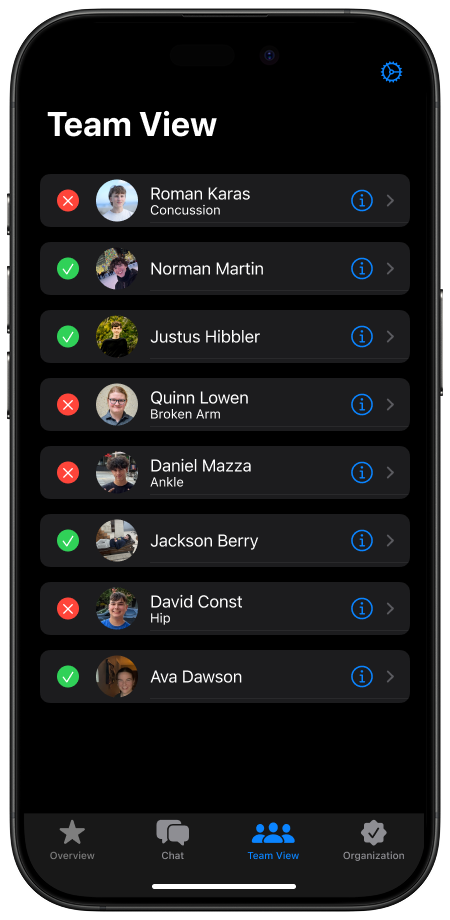 Team View
Roman Karas
Concussion
Norman Martin
Justus Hibbler
Quinn Lowen
Broken Arm
Daniel Mazza
Ankle
Jackson Berry
David Const
Hip
Ava Dawson
Overview
Chat
Team View
Organization